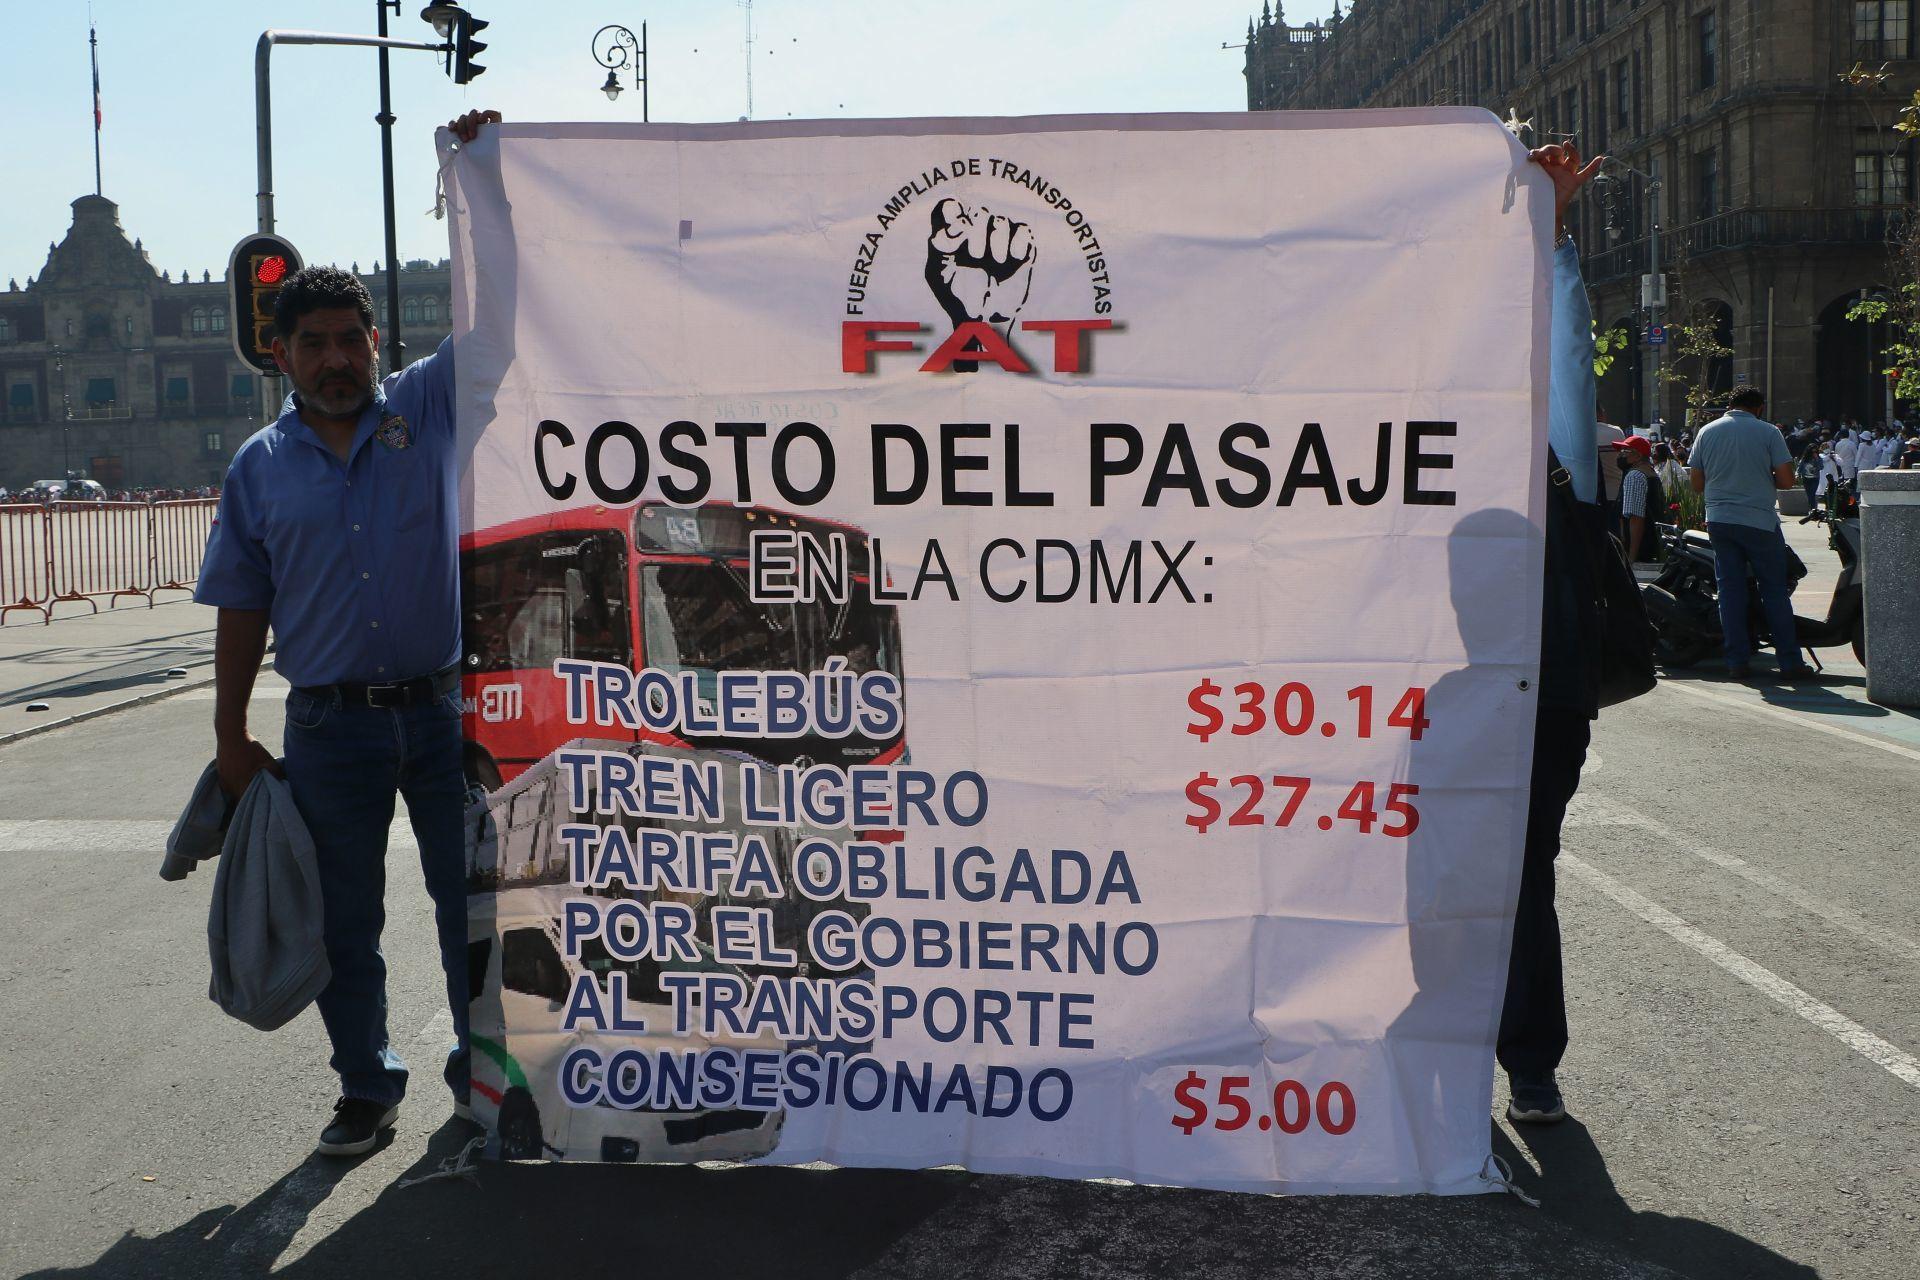 FUERZA AMPLIA DE TRANSPORTISTAS
FAT
COSTO DEL PASAJE
EN LA CDMX:
TROLEBÚS $30.14
TREN LIGERO $27.45
TARIFA OBLIGADA
POR EL GOBIERNO
AL TRANSPORTE
CONSESIONADO $5.00